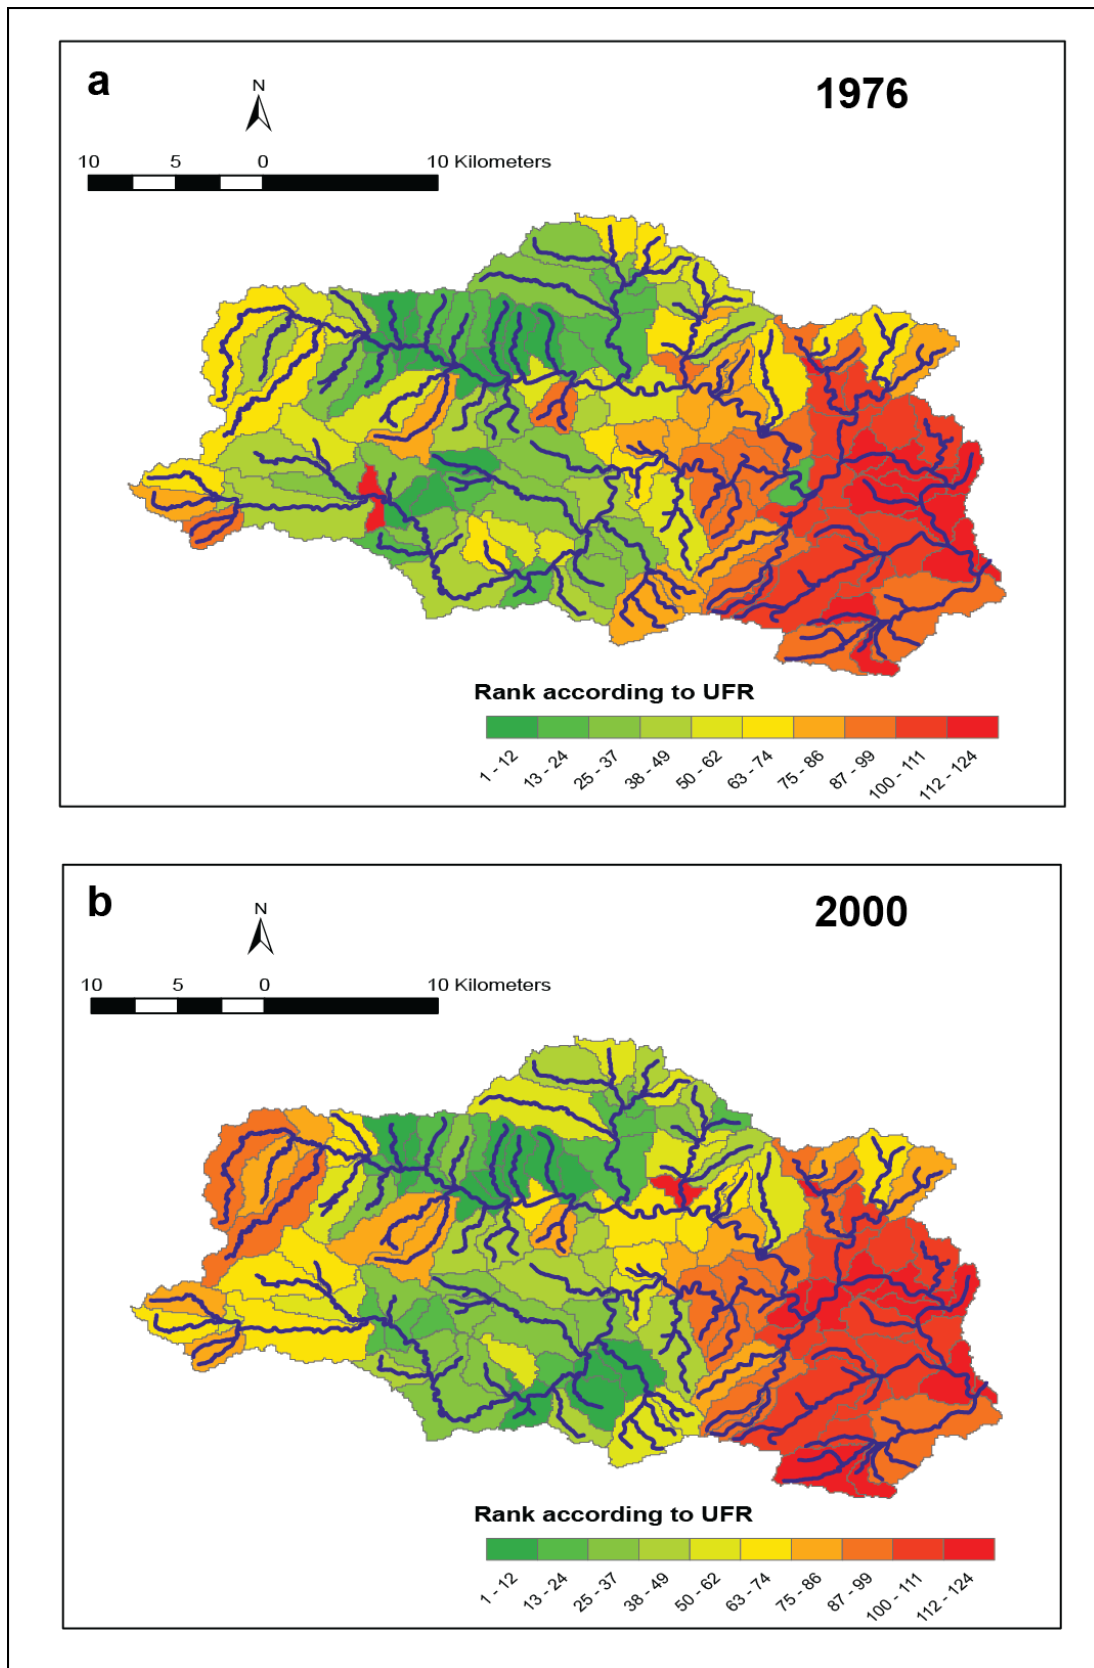 a
1976
N
10 5 0 10 Kilometers
Rank according to UFR
1 - 12 13 - 24 25 - 37 38 - 49 50 - 62 63 - 74 75 - 86 87 - 99 100 - 111 112 - 124
b
2000
N
10 5 0 10 Kilometers
Rank according to UFR
1 - 12 13 - 24 25 - 37 38 - 49 50 - 62 63 - 74 75 - 86 87 - 99 100 - 111 112 - 124